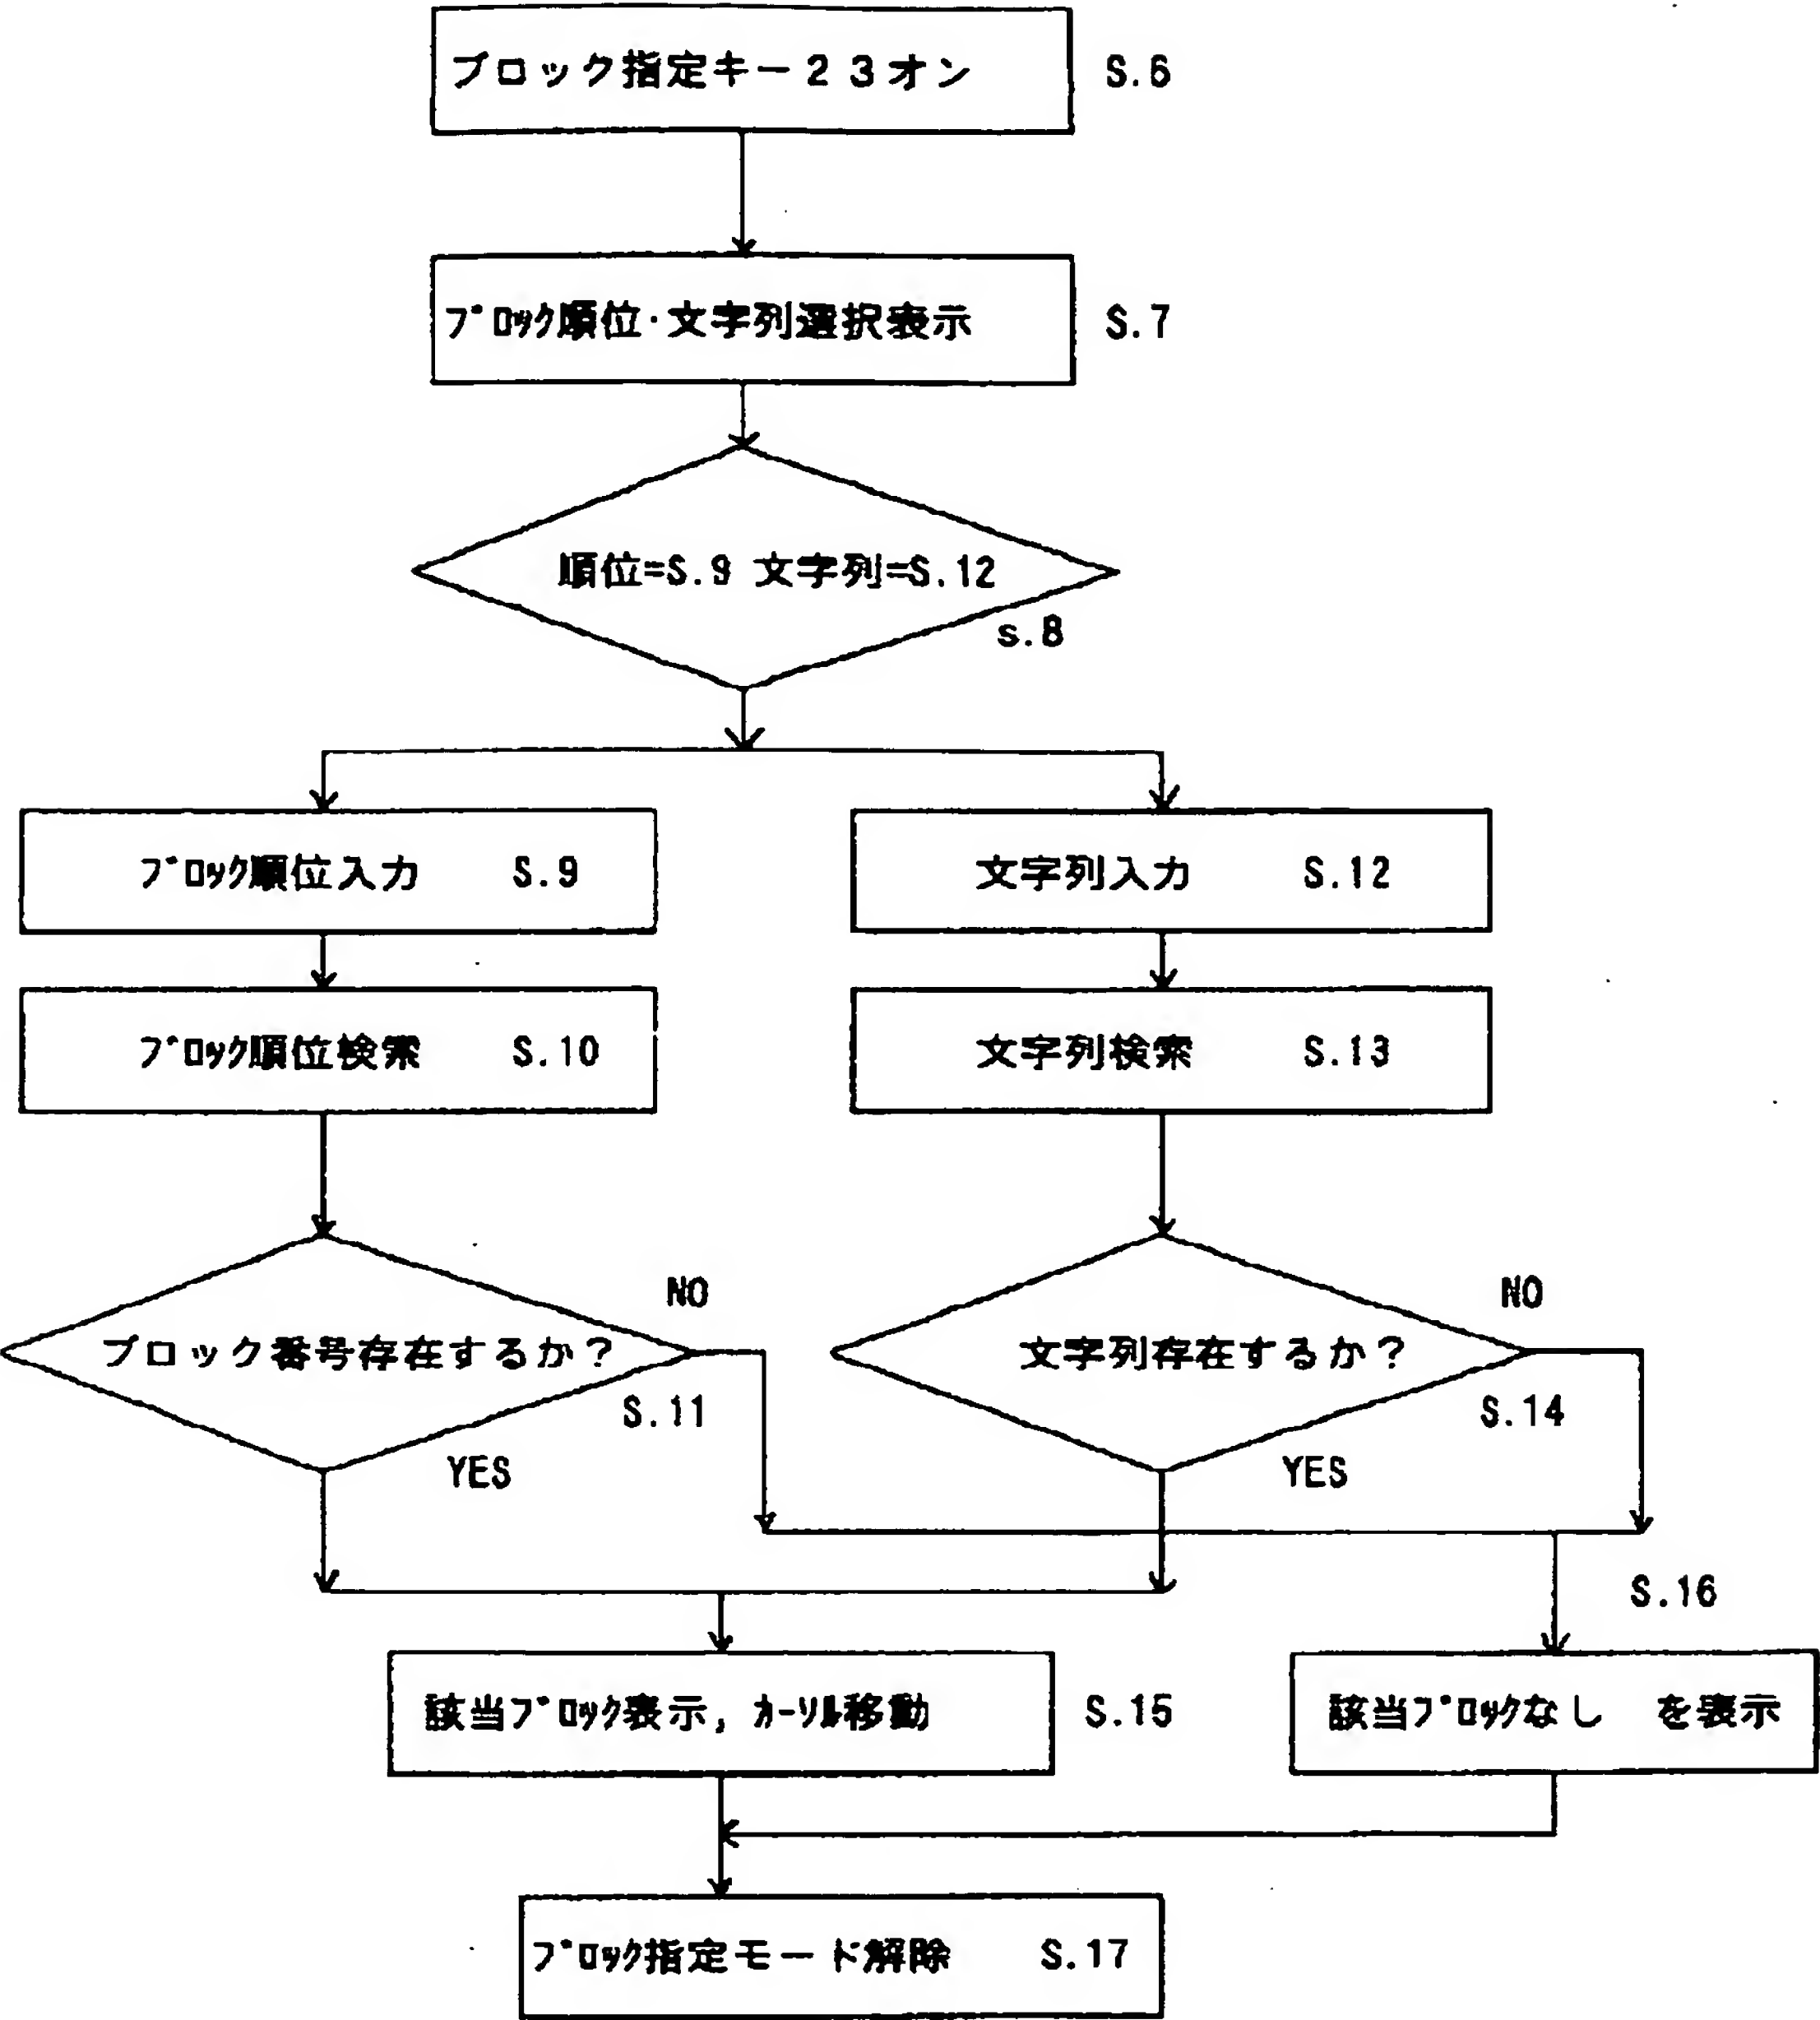 ブロック指定キー２３オン S.6
ﾌﾞﾛｯｸ順位･文字列選択表示 S.7
順位=S.9 文字列=S.12
s.8
ﾌﾞﾛｯｸ順位入力 S.9
文字列入力 S.12
ﾌﾞﾛｯｸ順位検索 S.10
文字列検索 S.13
NO
NO
ブロック番号存在するか？
文字列存在するか？
S.11
S.14
YES
YES
S.16
該当ﾌﾞﾛｯｸ表示, ｶｰｿﾙ移動 S.15
該当ﾌﾞﾛｯｸなし を表示
ﾌﾞﾛｯｸ指定モード解除 S.17